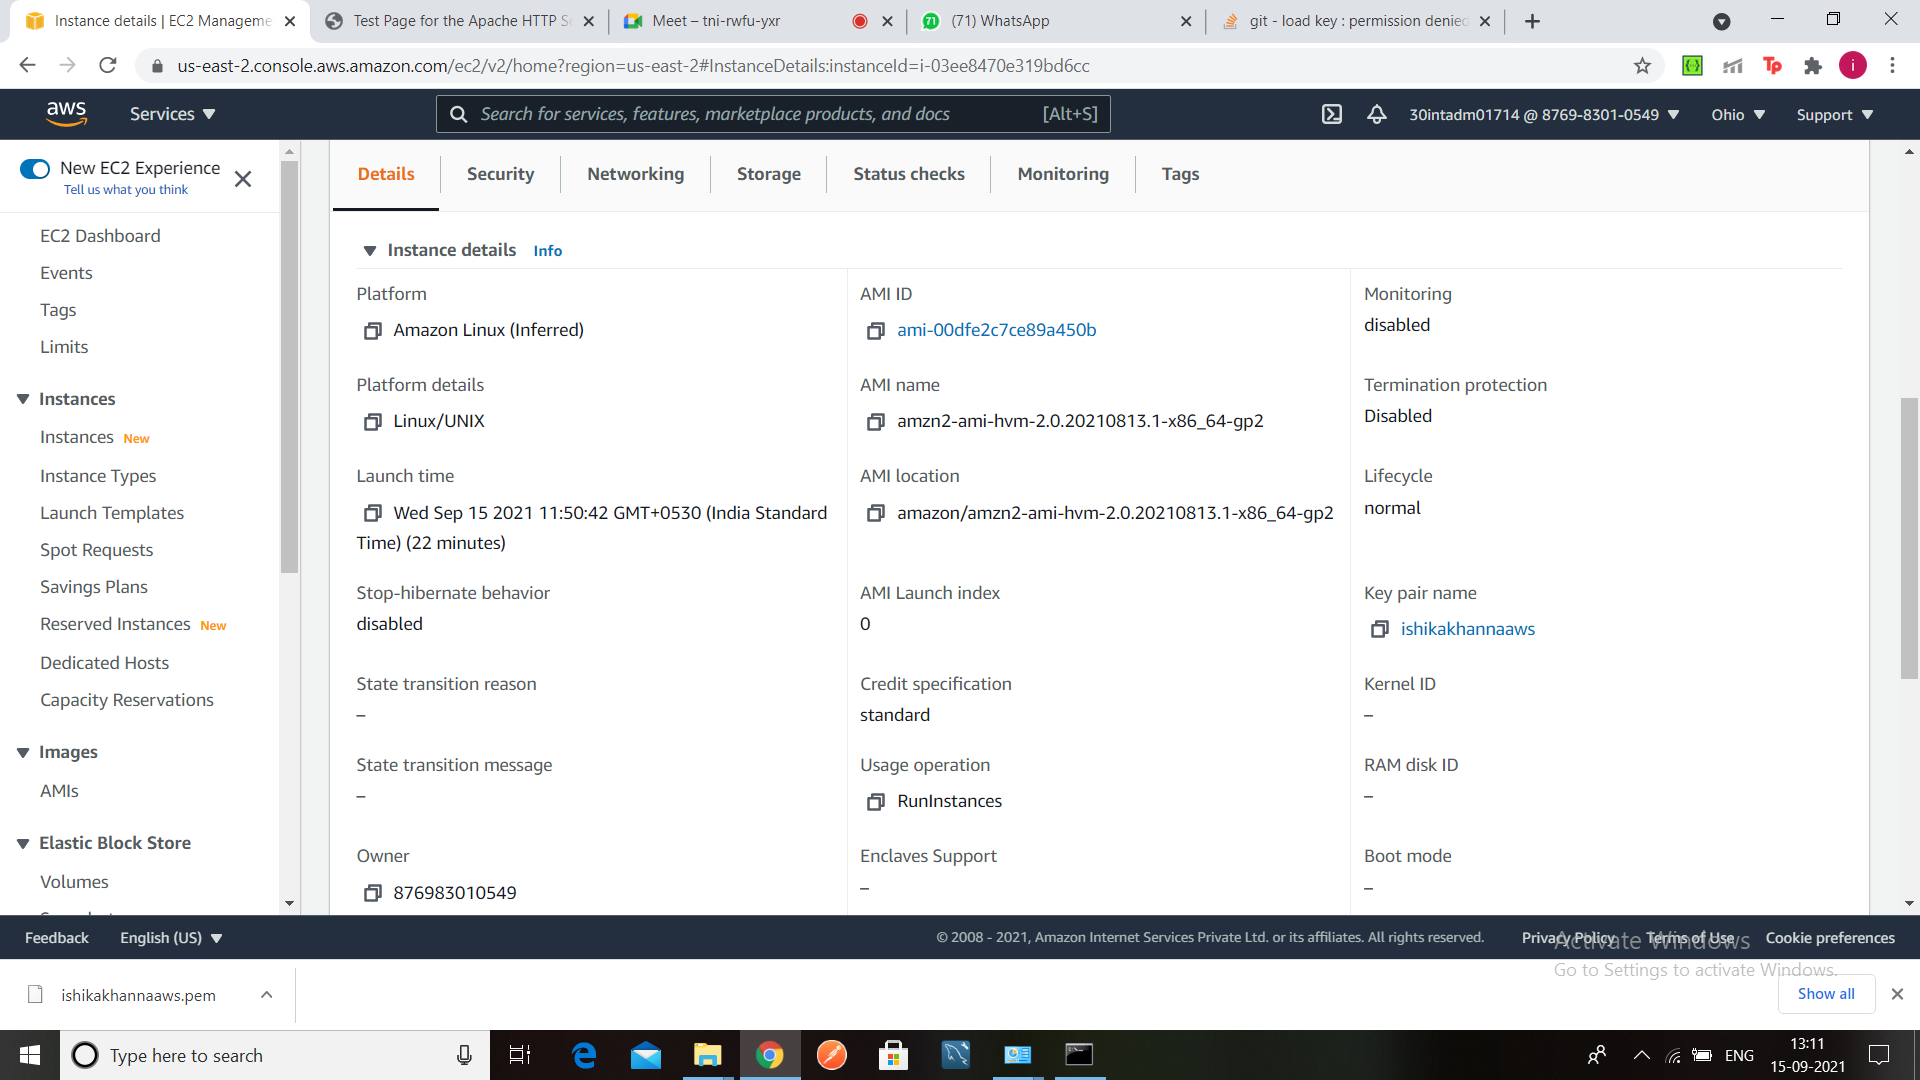 Instance details | EC2 Manageme
Test Page for the Apache HTTP S
Meet – tni-rwfu-yxr
71
(71) WhatsApp
git - load key : permission denied
us-east-2.console.aws.amazon.com/ec2/v2/home?region=us-east-2#InstanceDetails:instanceId=i-03ee8470e319bd6cc
Tp
i
aws
Services
Search for services, features, marketplace products, and docs
[Alt+S]
30intadm01714 @ 8769-8301-0549
Ohio
Support
New EC2 Experience
Tell us what you think
EC2 Dashboard
Events
Tags
Limits
Instances
Instances New
Instance Types
Launch Templates
Spot Requests
Savings Plans
Reserved Instances New
Dedicated Hosts
Capacity Reservations
Images
AMIs
Elastic Block Store
Volumes
Details
Security
Networking
Storage
Status checks
Monitoring
Tags
Instance details Info
Platform
Amazon Linux (Inferred)
Platform details
Linux/UNIX
Launch time
Wed Sep 15 2021 11:50:42 GMT+0530 (India Standard
Time) (22 minutes)
Stop-hibernate behavior
disabled
State transition reason
–
State transition message
–
Owner
876983010549
AMI ID
ami-00dfe2c7ce89a450b
AMI name
amzn2-ami-hvm-2.0.20210813.1-x86_64-gp2
AMI location
amazon/amzn2-ami-hvm-2.0.20210813.1-x86_64-gp2
AMI Launch index
0
Credit specification
standard
Usage operation
RunInstances
Enclaves Support
–
Monitoring
disabled
Termination protection
Disabled
Lifecycle
normal
Key pair name
ishikakhannaaws
Kernel ID
–
RAM disk ID
–
Boot mode
–
Feedback
English (US)
© 2008 - 2021, Amazon Internet Services Private Ltd. or its affiliates. All rights reserved.
Privacy Policy
Terms of Use
Cookie preferences
Activate Windows
Go to Settings to activate Windows.
ishikakhannaaws.pem
Show all
Type here to search
ENG
13:11
15-09-2021